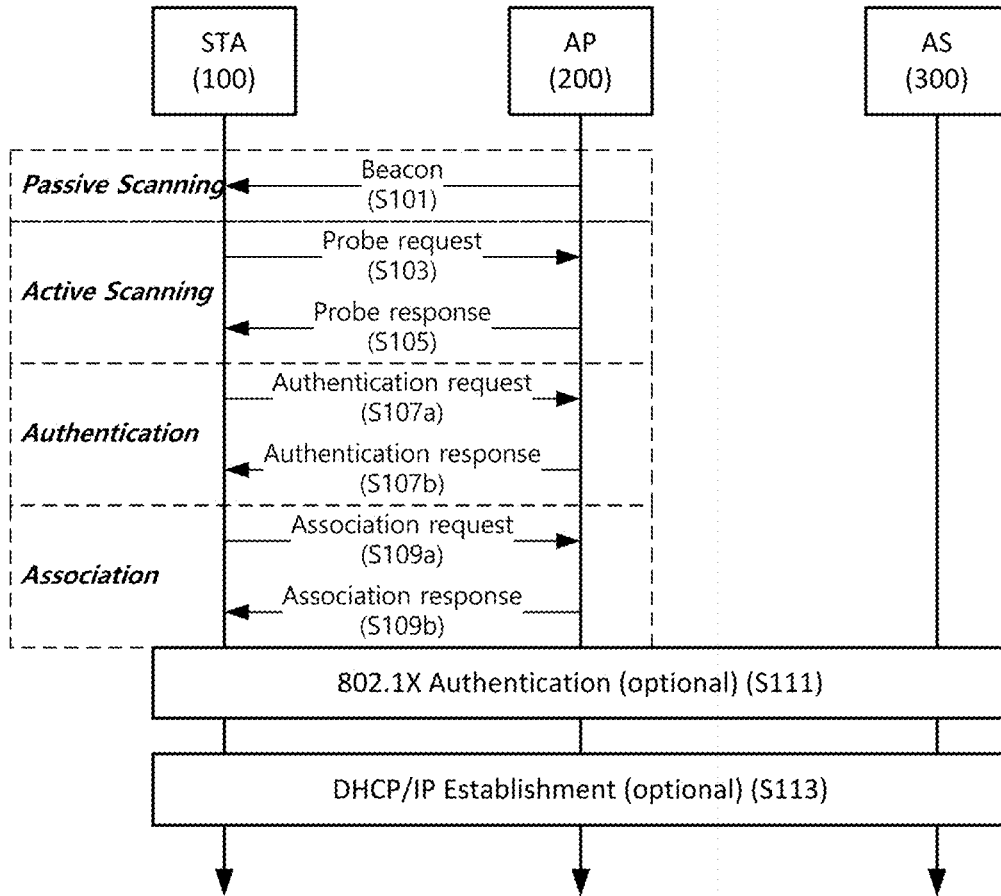 STA
(100)
AP
(200)
AS
(300)
Passive Scanning
Beacon
(S101)
Active Scanning
Probe request
(S103)
Probe response
(S105)
Authentication
Authentication request
(S107a)
Authentication response
(S107b)
Association
Association request
(S109a)
Association response
(S109b)
802.1X Authentication (optional) (S111)
DHCP/IP Establishment (optional) (S113)